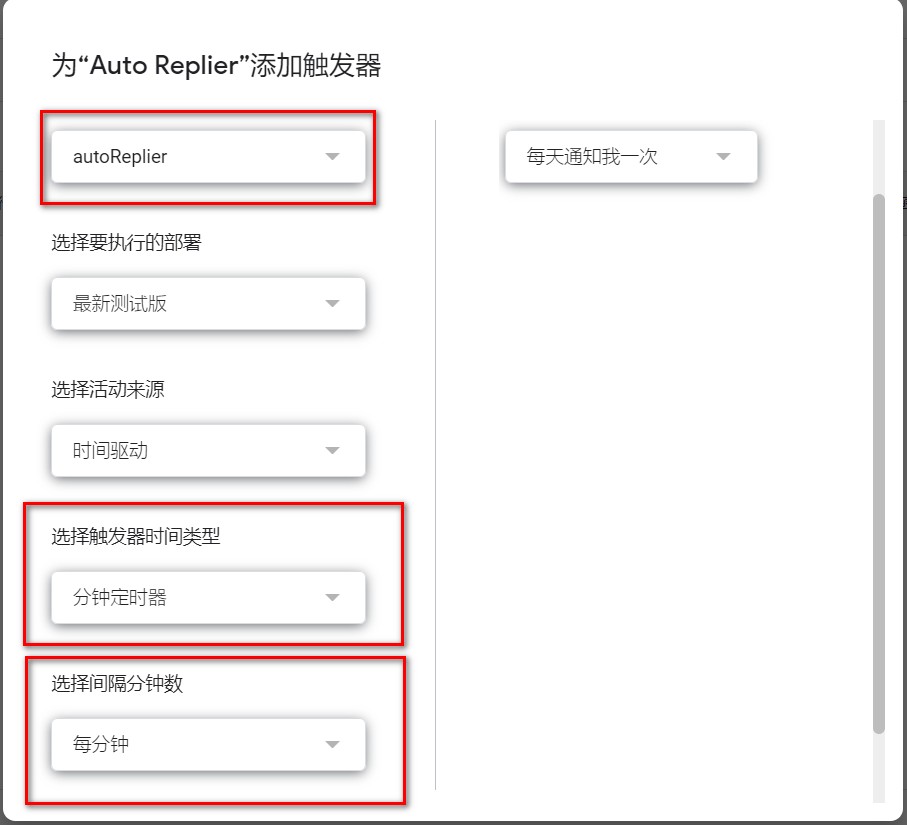 为“Auto Replier”添加触发器
autoReplier
选择要执行的部署
最新测试版
选择活动来源
时间驱动
选择触发器时间类型
分钟定时器
选择间隔分钟数
每分钟
每天通知我一次